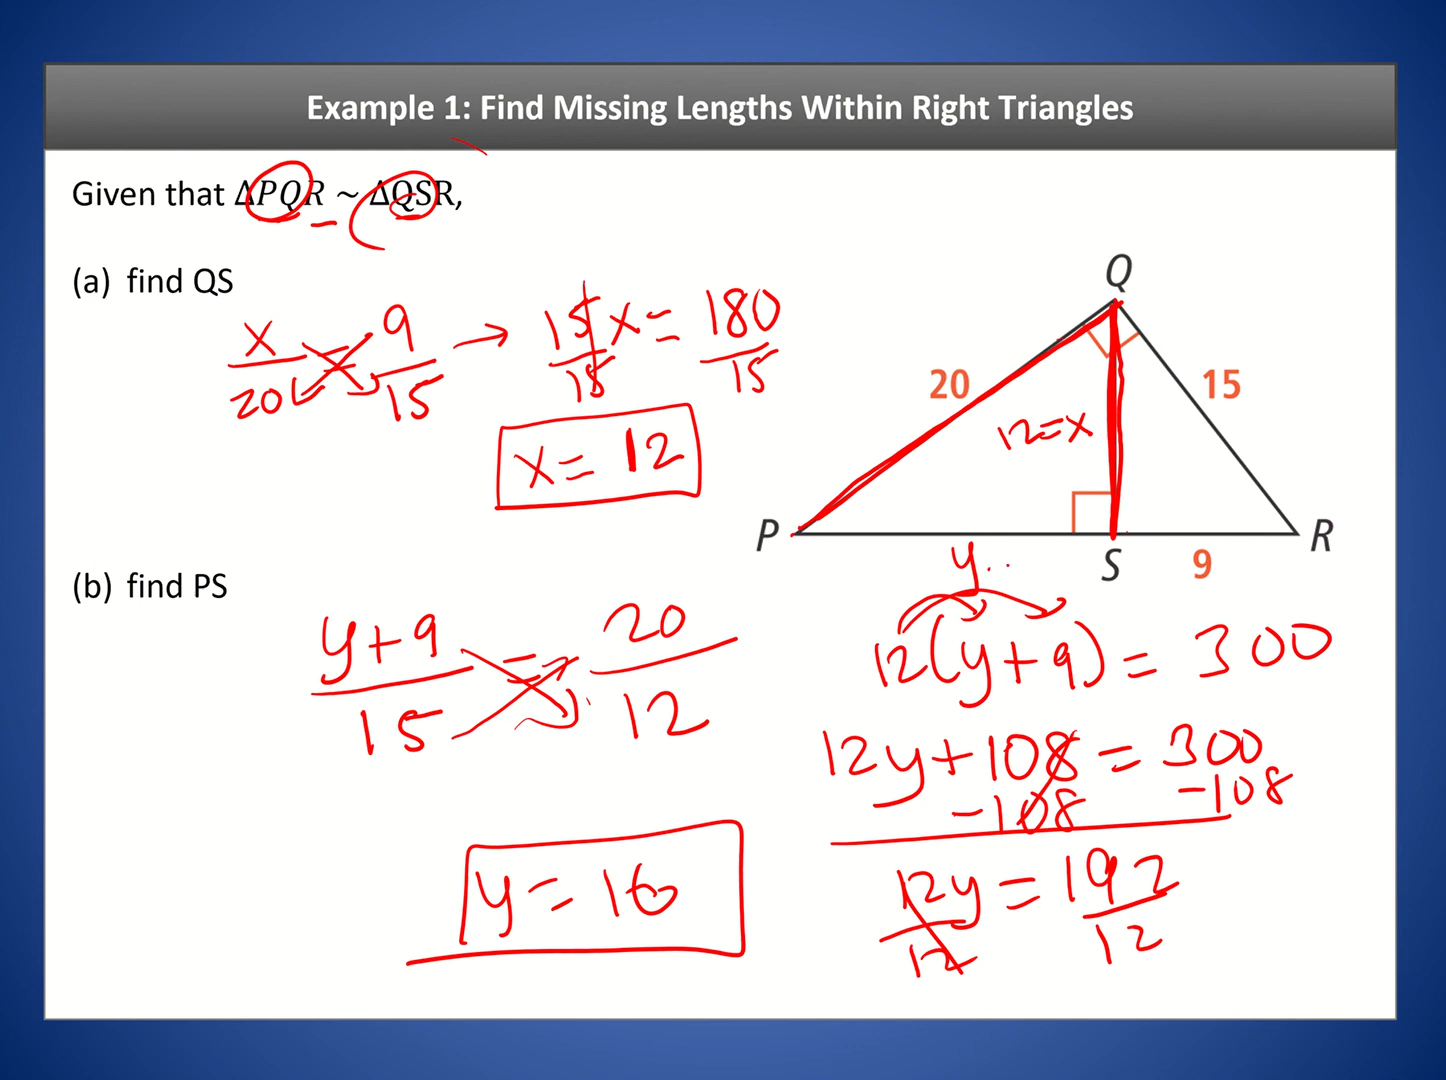 Example 1: Find Missing Lengths Within Right Triangles
Given that ΔPQR ~ ΔQSR,
(a) find QS
x/20 = 9/15 → 15x/15 = 180/15
x = 12
Q
20
15
12=x
P
S
9
R
y
(b) find PS
y+9/15 = 20/12
12(y+9) = 300
12y+108 = 300
-108 -108
12y/12 = 192/12
y = 16